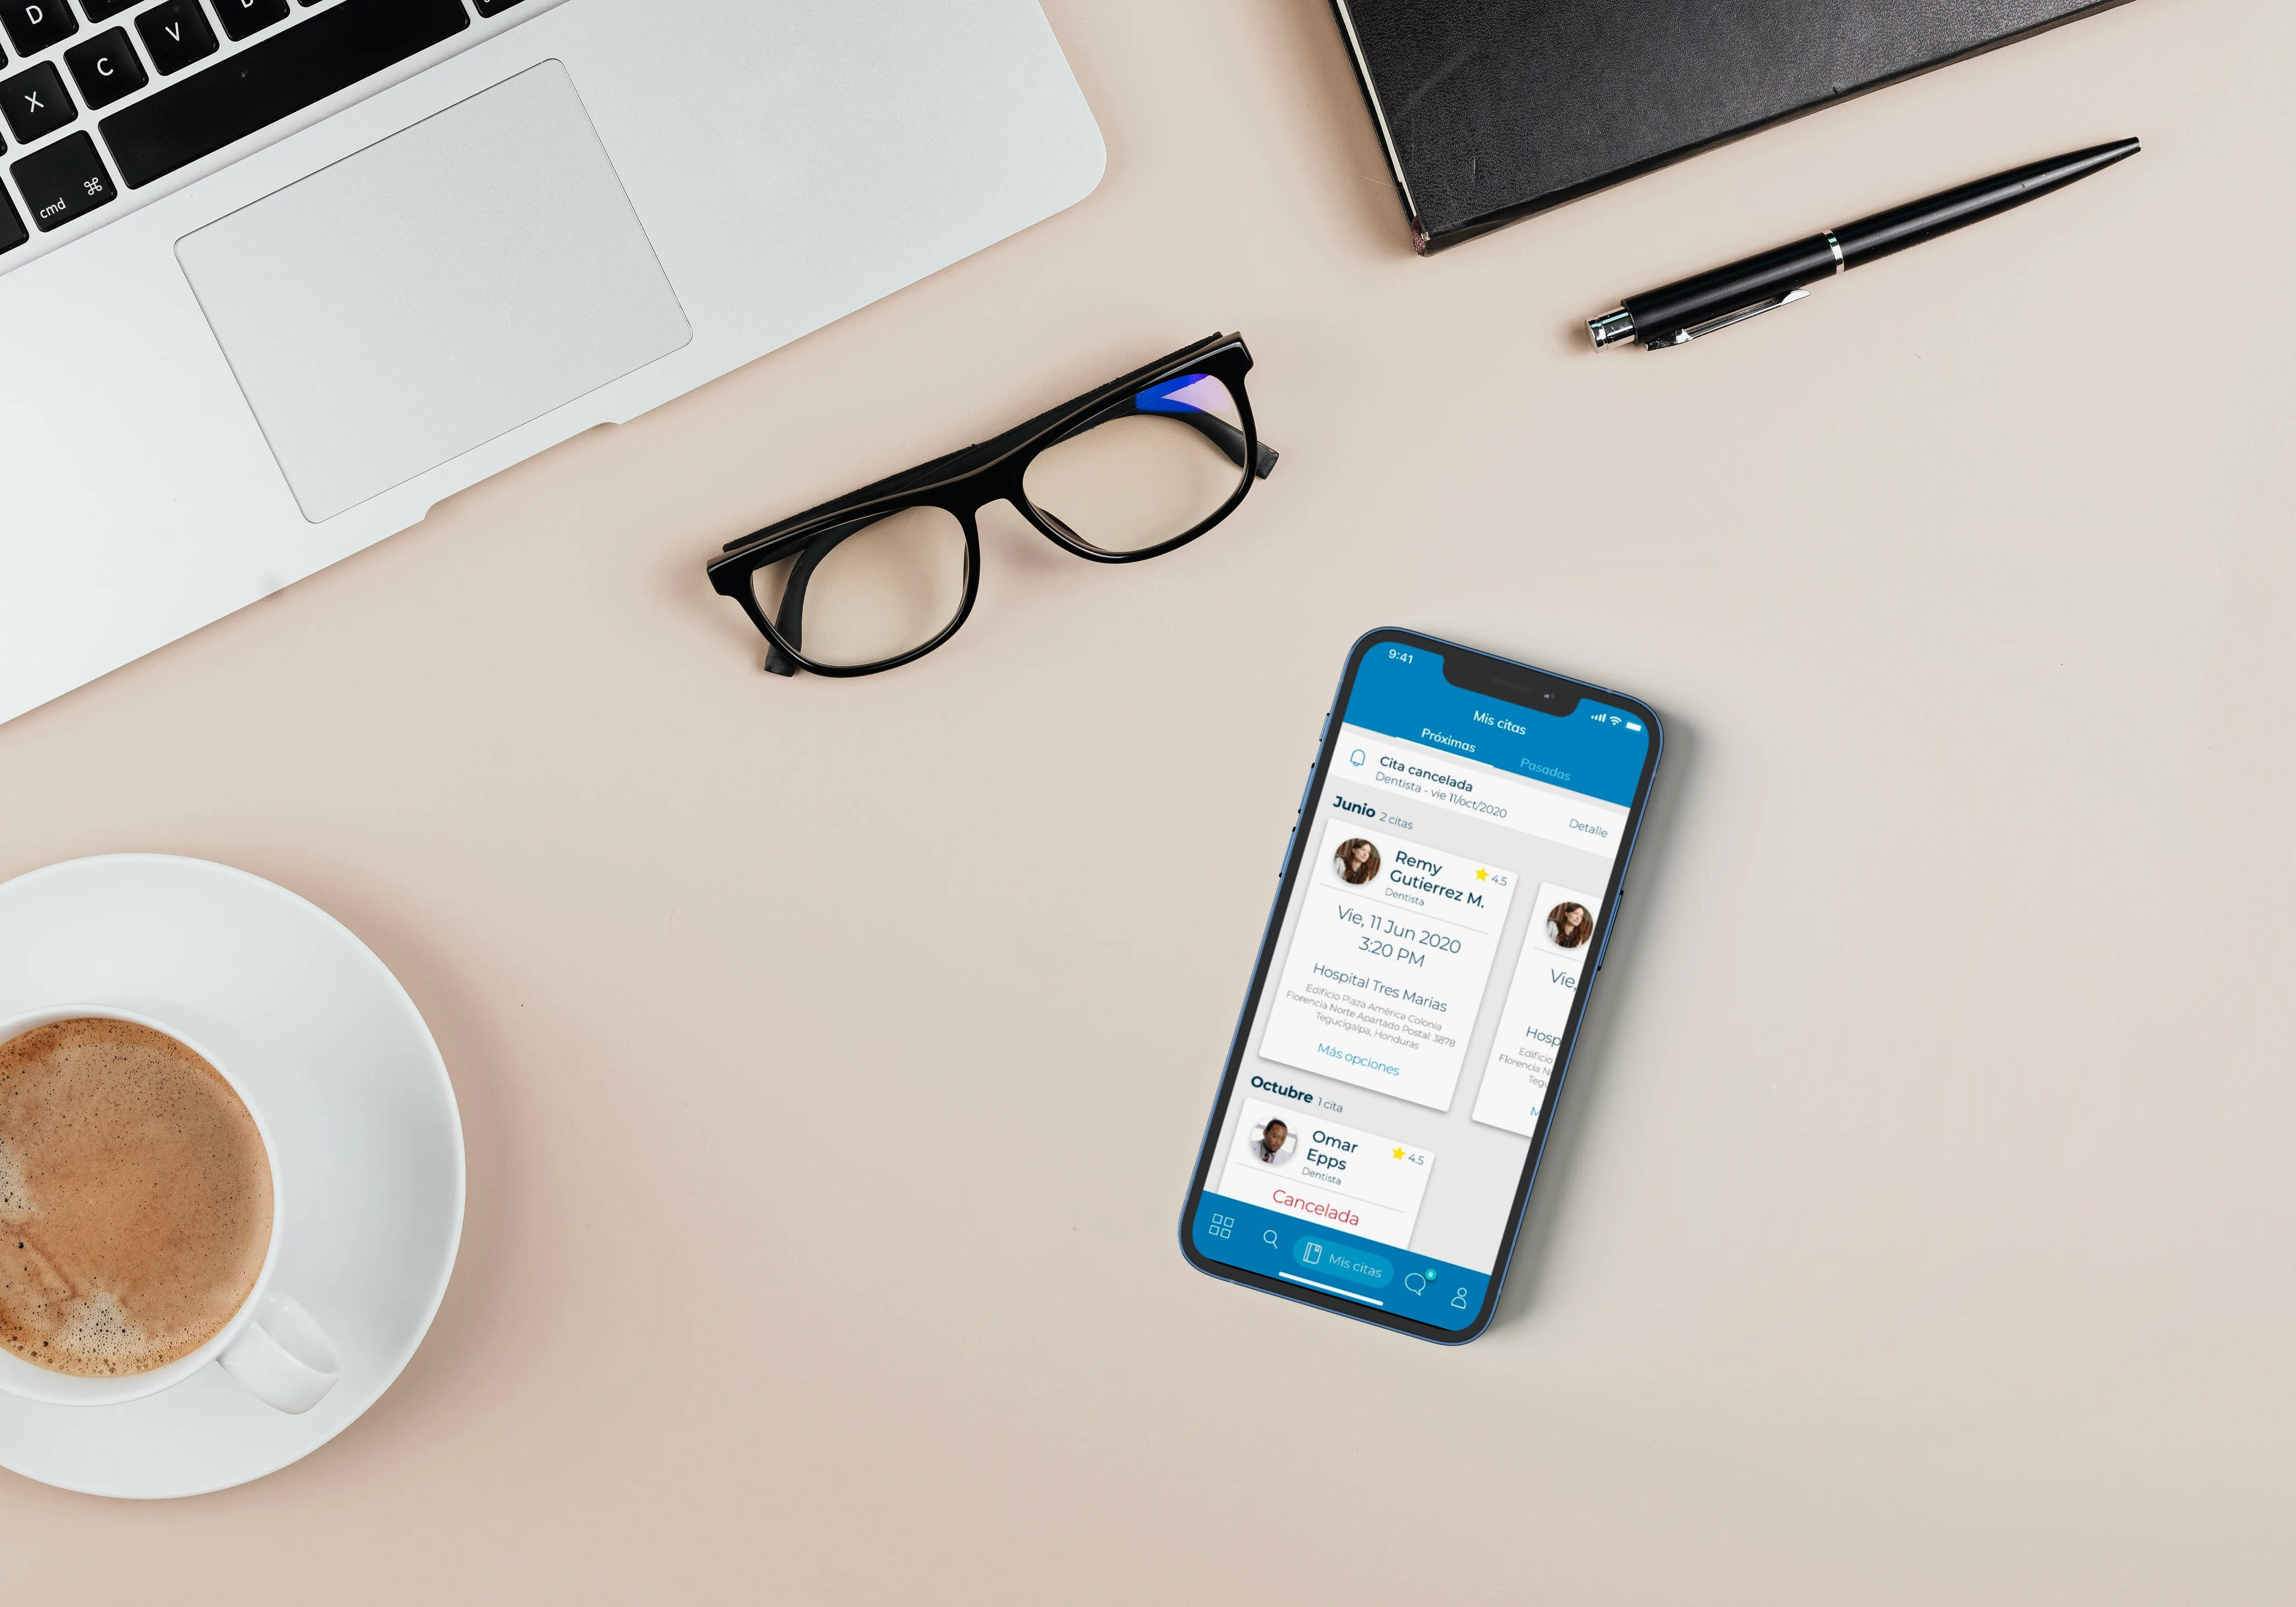 D
C
V
X
cmd ⌘
9:41
Mis citas
Próximas
Pasadas
Cita cancelada
Dentista - vie 11/oct/2020
Detalle
Junio 2 citas
Remy
Gutierrez M.
4.5
Dentista
Vie, 11 Jun 2020
3:20 PM
Hospital Tres Marias
Edificio Plaza América Colonia
Florencia Norte Apartado Postal: 3878
Tegucigalpa, Honduras
Más opciones
Vie,
Hosp
Edificio
Florencia N
Tegu
M
Octubre 1 cita
Omar
Epps
4.5
Dentista
Cancelada
Mis citas